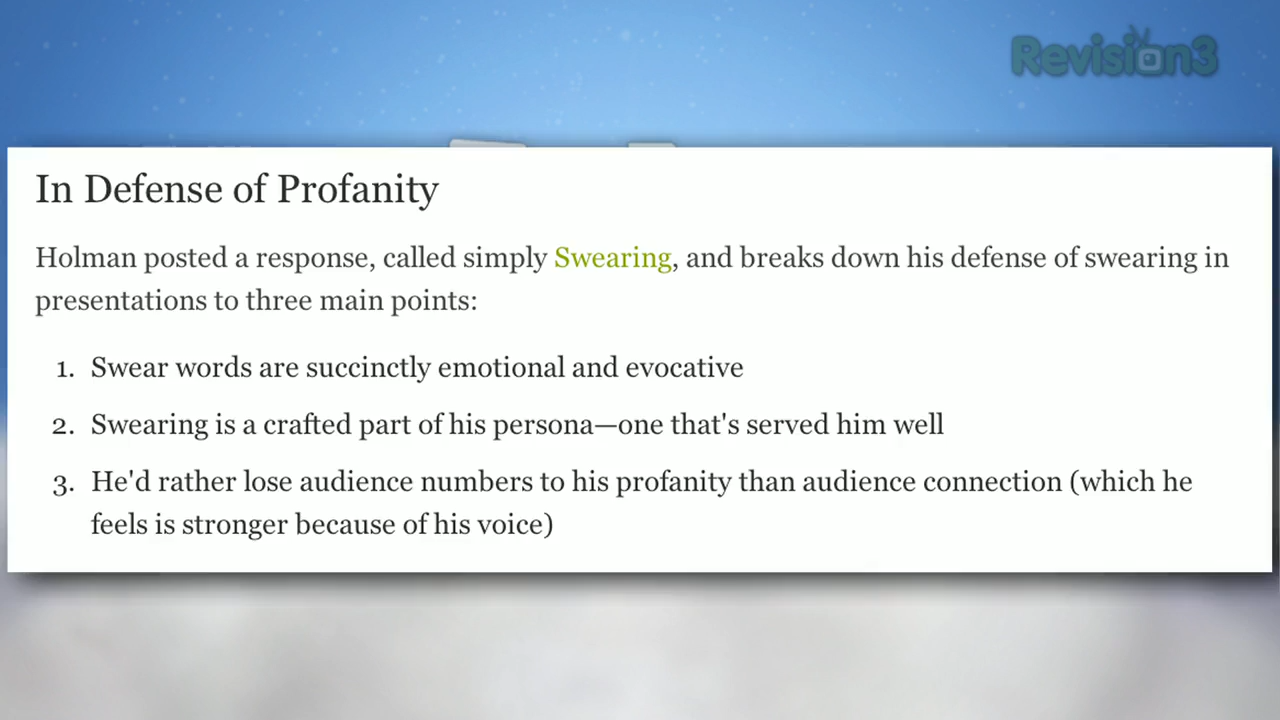 Revision3
In Defense of Profanity
Holman posted a response, called simply Swearing, and breaks down his defense of swearing in
presentations to three main points:
1. Swear words are succinctly emotional and evocative
2. Swearing is a crafted part of his persona—one that's served him well
3. He'd rather lose audience numbers to his profanity than audience connection (which he
feels is stronger because of his voice)